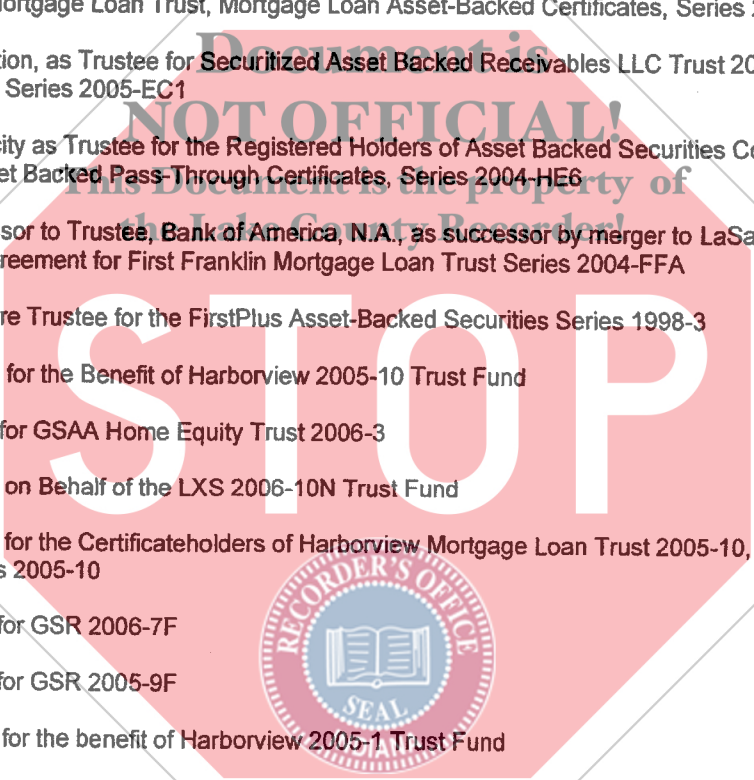 ortgage Loan Trust, Mortgage Loan Asset-Backed Certificates, Series
Document is
tion, as Trustee for Securitized Asset Backed Receivables LLC Trust 20
Series 2005-EC1
NOT OFFICIAL!
ity as Trustee for the Registered Holders of Asset Backed Securities Co
et Backed Pass-Through Certificates, Series 2004-HE6
This Document is the property of
the Lake County Recorder!
sor to Trustee, Bank of America, N.A., as successor by merger to LaSa
reement for First Franklin Mortgage Loan Trust Series 2004-FFA
re Trustee for the FirstPlus Asset-Backed Securities Series 1998-3
STOP
for the Benefit of Harborview 2005-10 Trust Fund
for GSAA Home Equity Trust 2006-3
on Behalf of the LXS 2006-10N Trust Fund
for the Certificateholders of Harborview Mortgage Loan Trust 2005-10,
s 2005-10
RECORDER'S OFFICE
for GSR 2006-7F
for GSR 2005-9F
SEAL
for the benefit of Harborview 2005-1 Trust Fund
INDIANA